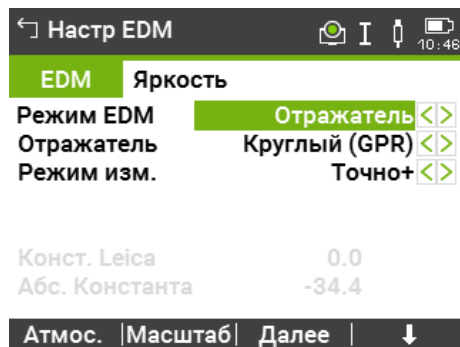 Настр EDM
I
10:46
EDM Яркость
Режим EDM Отражатель
Отражатель Круглый (GPR)
Режим изм. Точно+
Конст. Leica 0.0
Абс. Константа -34.4
Атмос. |Масштаб| Далее |